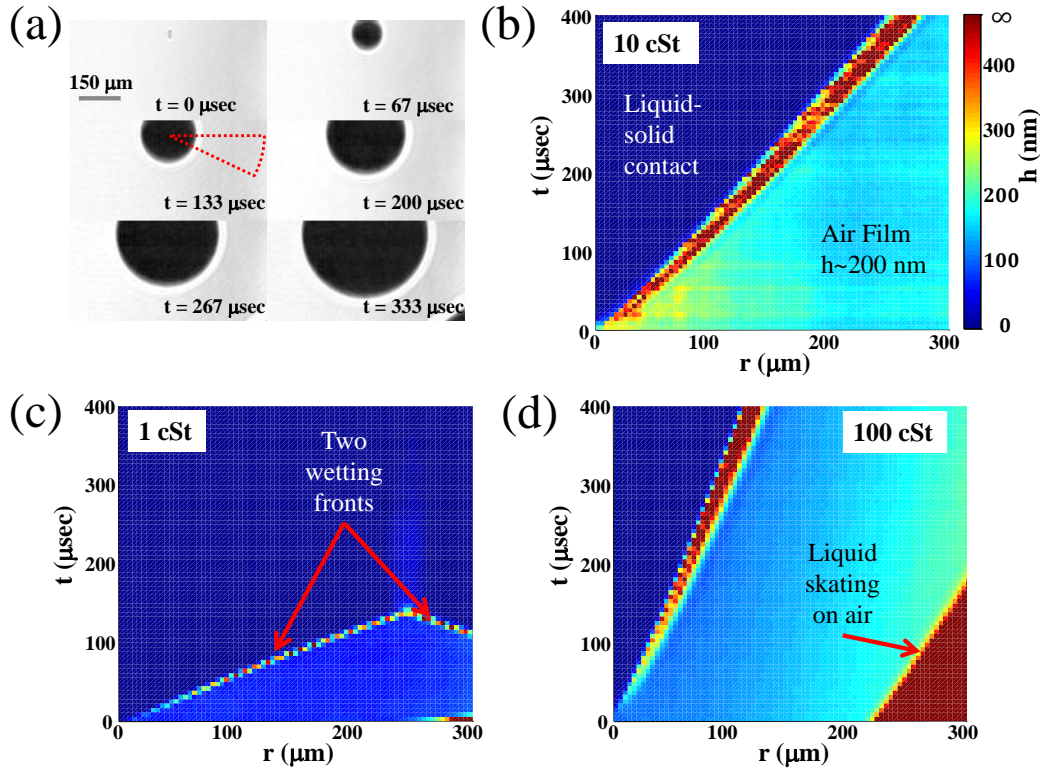 (a)
150 μm
t = 0 μsec
t = 67 μsec
t = 133 μsec
t = 200 μsec
t = 267 μsec
t = 333 μsec
(b)
10 cSt
Liquid-
solid
contact
Air Film
h~200 nm
t (μsec)
400
300
200
100
0
0
100
200
300
r (μm)
∞
400
300
200
100
0
h (nm)
(c)
1 cSt
Two
wetting
fronts
t (μsec)
400
300
200
100
0
0
100
200
300
r (μm)
(d)
100 cSt
Liquid
skating
on air
t (μsec)
400
300
200
100
0
0
100
200
300
r (μm)